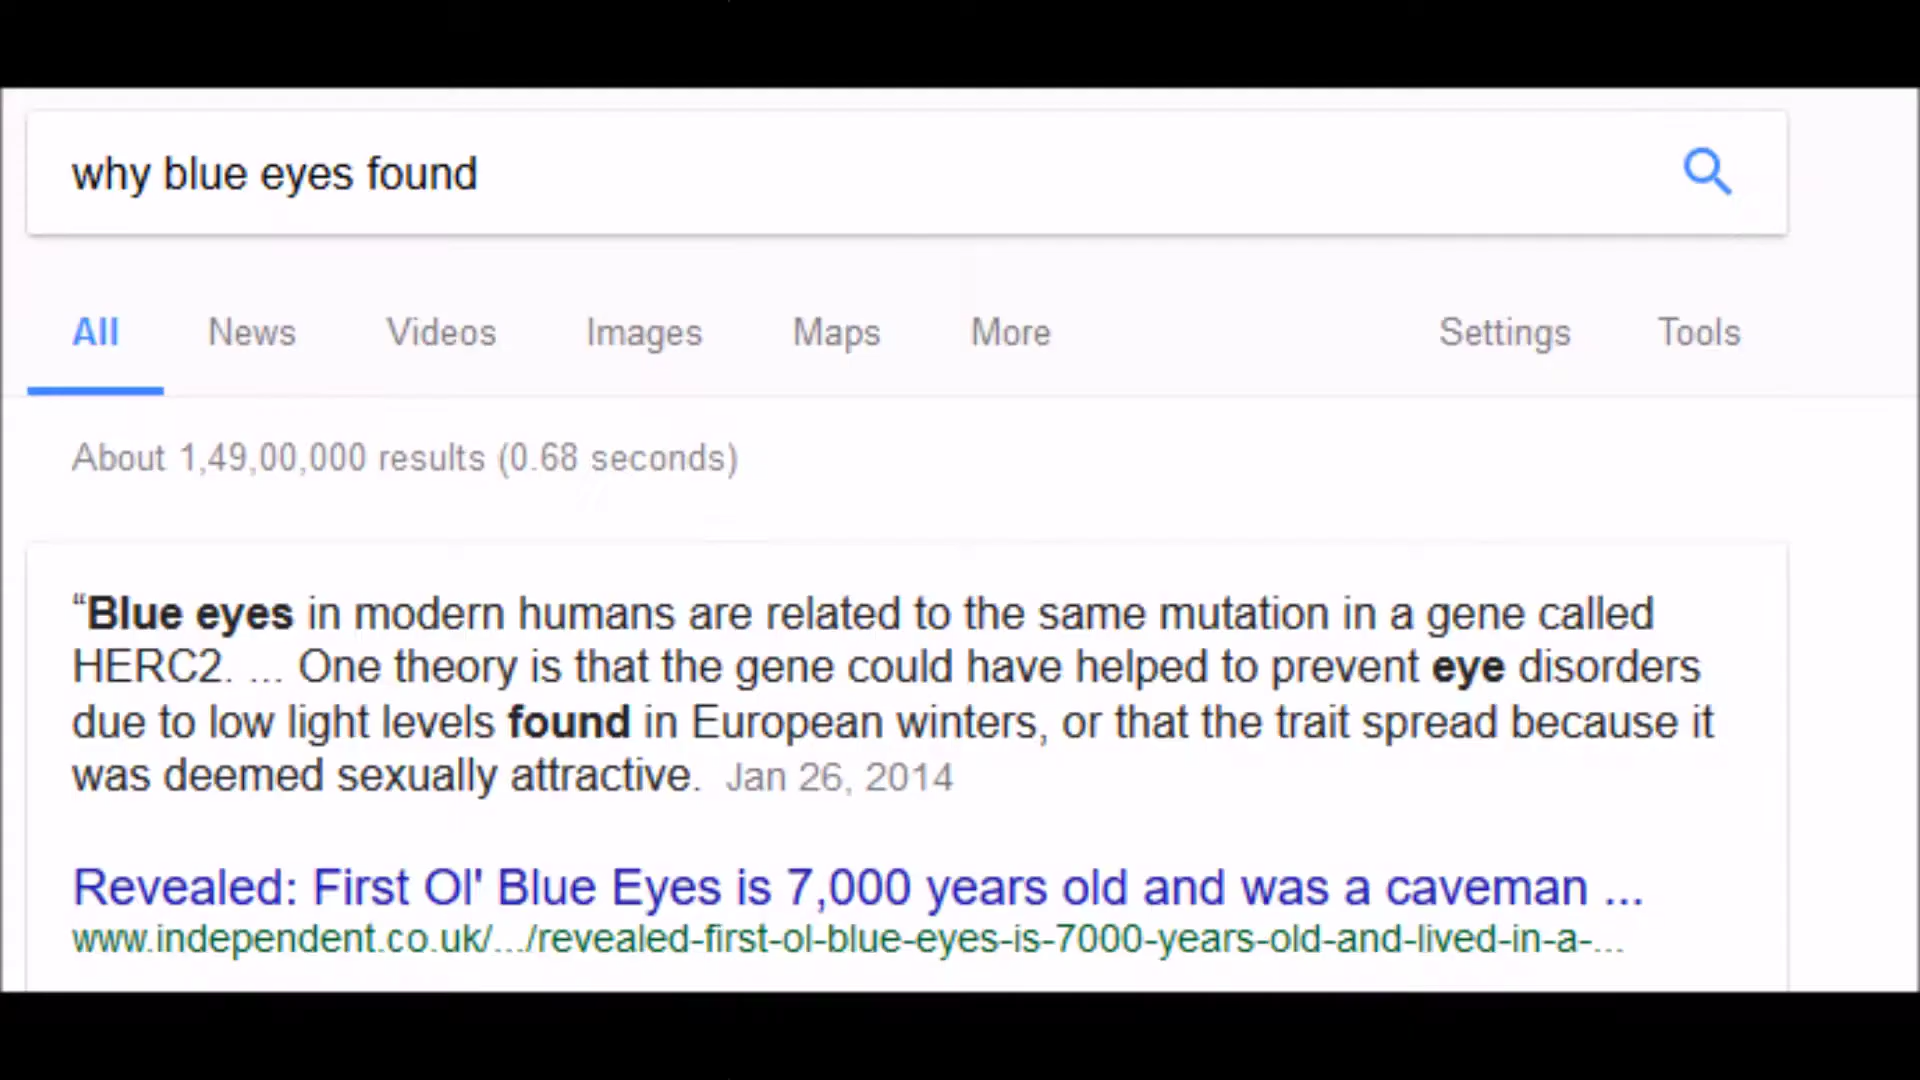 why blue eyes found
All News Videos Images Maps More Settings Tools
About 1,49,00,000 results (0.68 seconds)
“Blue eyes in modern humans are related to the same mutation in a gene called
HERC2. ... One theory is that the gene could have helped to prevent eye disorders
due to low light levels found in European winters, or that the trait spread because it
was deemed sexually attractive. Jan 26, 2014
Revealed: First Ol' Blue Eyes is 7,000 years old and was a caveman ...
www.independent.co.uk/.../revealed-first-ol-blue-eyes-is-7000-years-old-and-lived-in-a-...